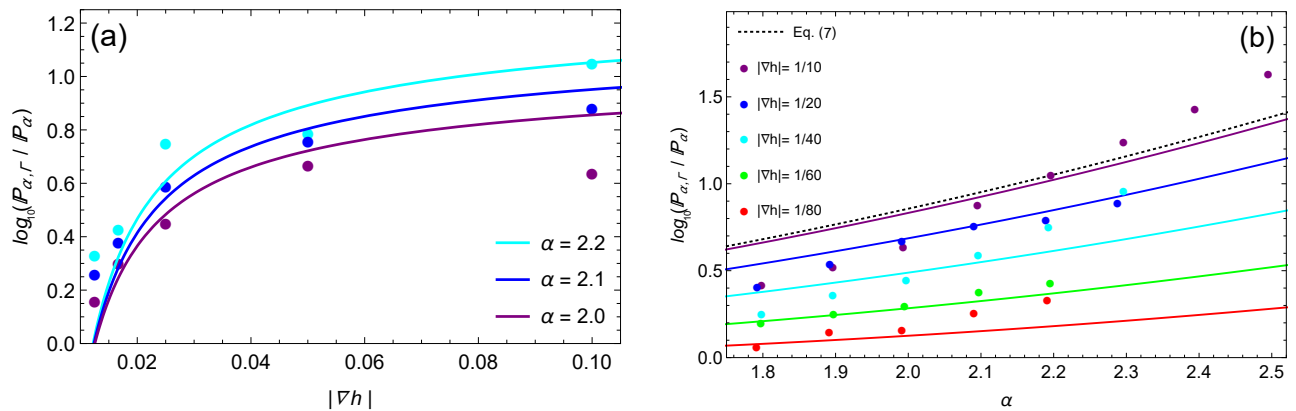 (a)
log₁₀(ℙα,Γ / ℙα)
1.2
1.0
0.8
0.6
0.4
0.2
0.0
α = 2.2
α = 2.1
α = 2.0
0.02
0.04
0.06
0.08
0.10
|∇h|
(b)
log₁₀(ℙα,Γ / ℙα)
1.5
1.0
0.5
0.0
Eq. (7)
|∇h|= 1/10
|∇h|= 1/20
|∇h|= 1/40
|∇h|= 1/60
|∇h|= 1/80
1.8
1.9
2.0
2.1
2.2
2.3
2.4
2.5
α